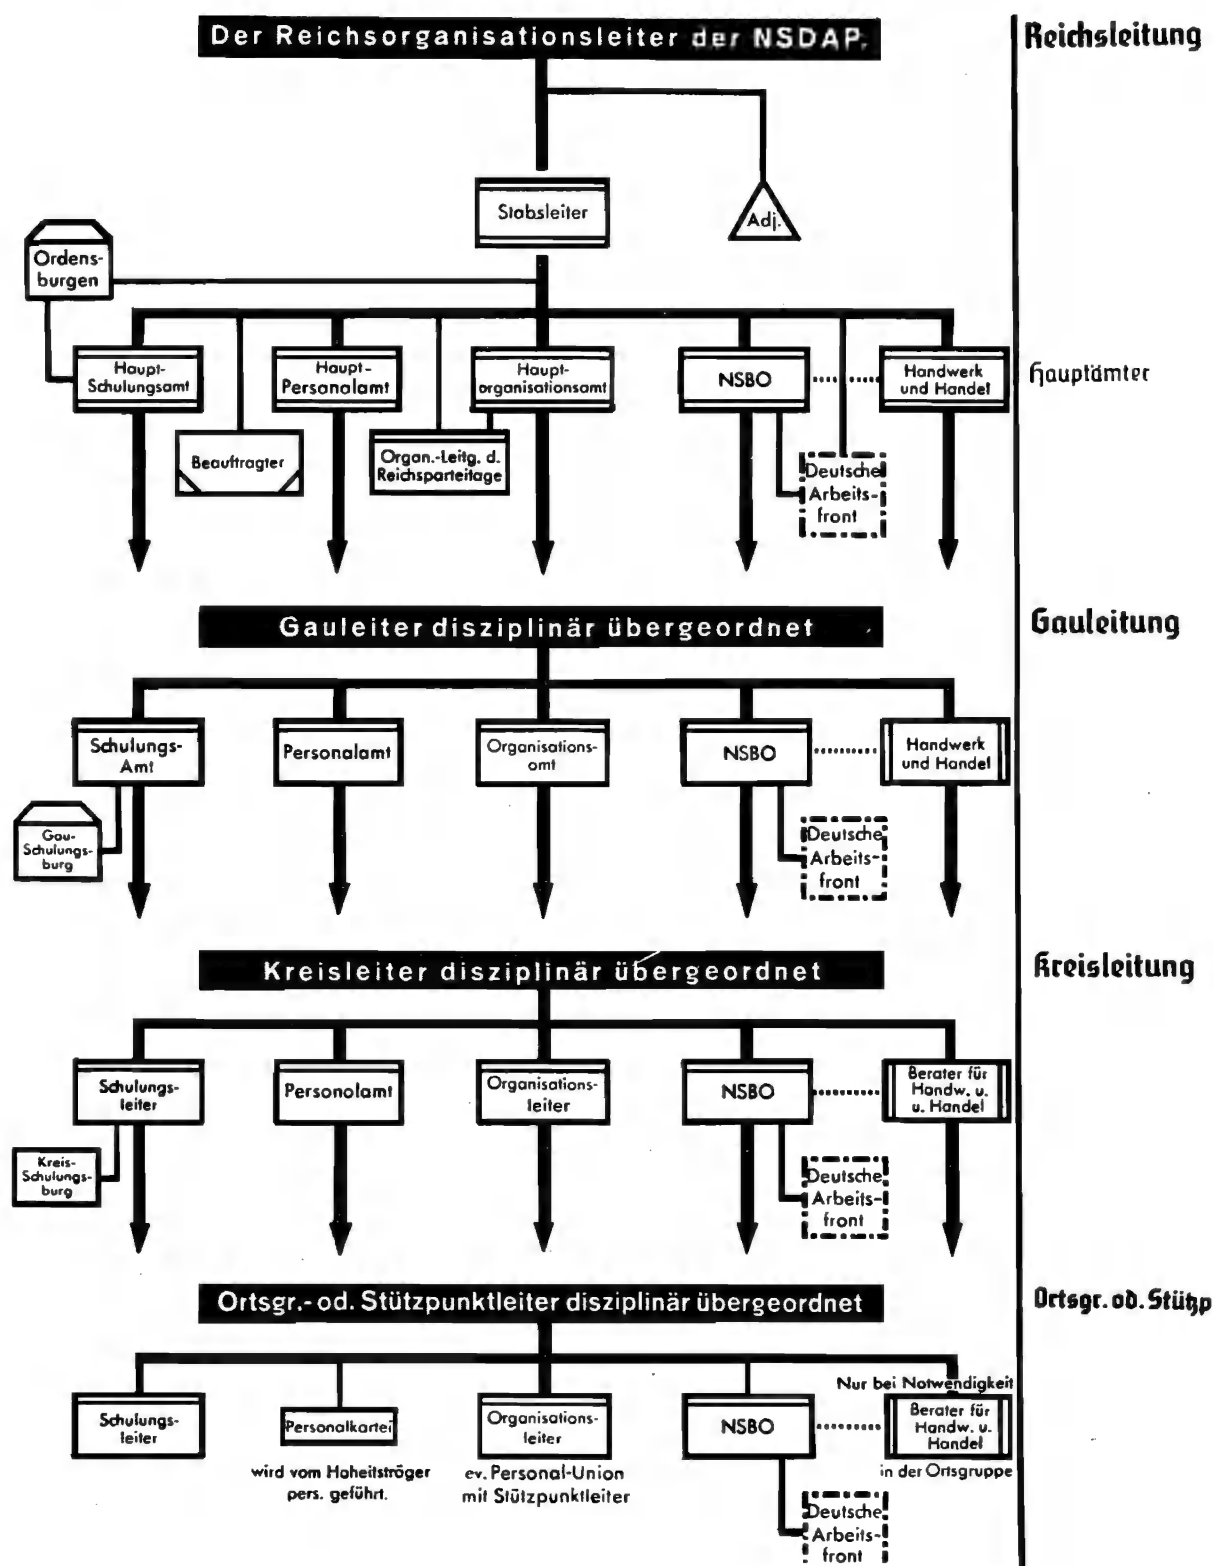 Der Reichsorganisationsleiter der NSDAP.
Reichsleitung
Stabsleiter
Adj.
Ordens-
burgen
Haupt-
Schulungsamt
Haupt-
Personalamt
Haupt-
organisationsamt
NSBO
Handwerk
und Handel
Hauptämter
Beauftragter
Organ.-Leitg. d.
Reichsparteitage
Deutsche
Arbeits-
front
Gauleiter disziplinär übergeordnet
Gauleitung
Schulungs-
Amt
Personalamt
Organisations-
amt
NSBO
Handwerk
und Handel
Gau-
Schulungs-
burg
Deutsche
Arbeits-
front
Kreisleiter disziplinär übergeordnet
Kreisleitung
Schulungs-
leiter
Personalamt
Organisations-
leiter
NSBO
Berater für
Handw. u.
u. Handel
Kreis-
Schulungs-
burg
Deutsche
Arbeits-
front
Ortsgr.- od. Stützpunktleiter disziplinär übergeordnet
Ortsgr. od. Stützp
Schulungs-
leiter
Personalkartei
wird vom Hoheitsträger
pers. geführt.
Organisations-
leiter
ev. Personal-Union
mit Stützpunktleiter
NSBO
Nur bei Notwendigkeit
Berater für
Handw. u.
Handel
in der Ortsgruppe
Deutsche
Arbeits-
front